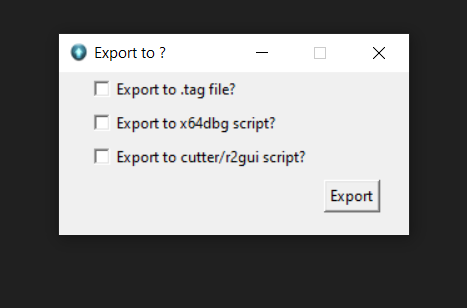 Export to ?
Export to .tag file?
Export to x64dbg script?
Export to cutter/r2gui script?
Export